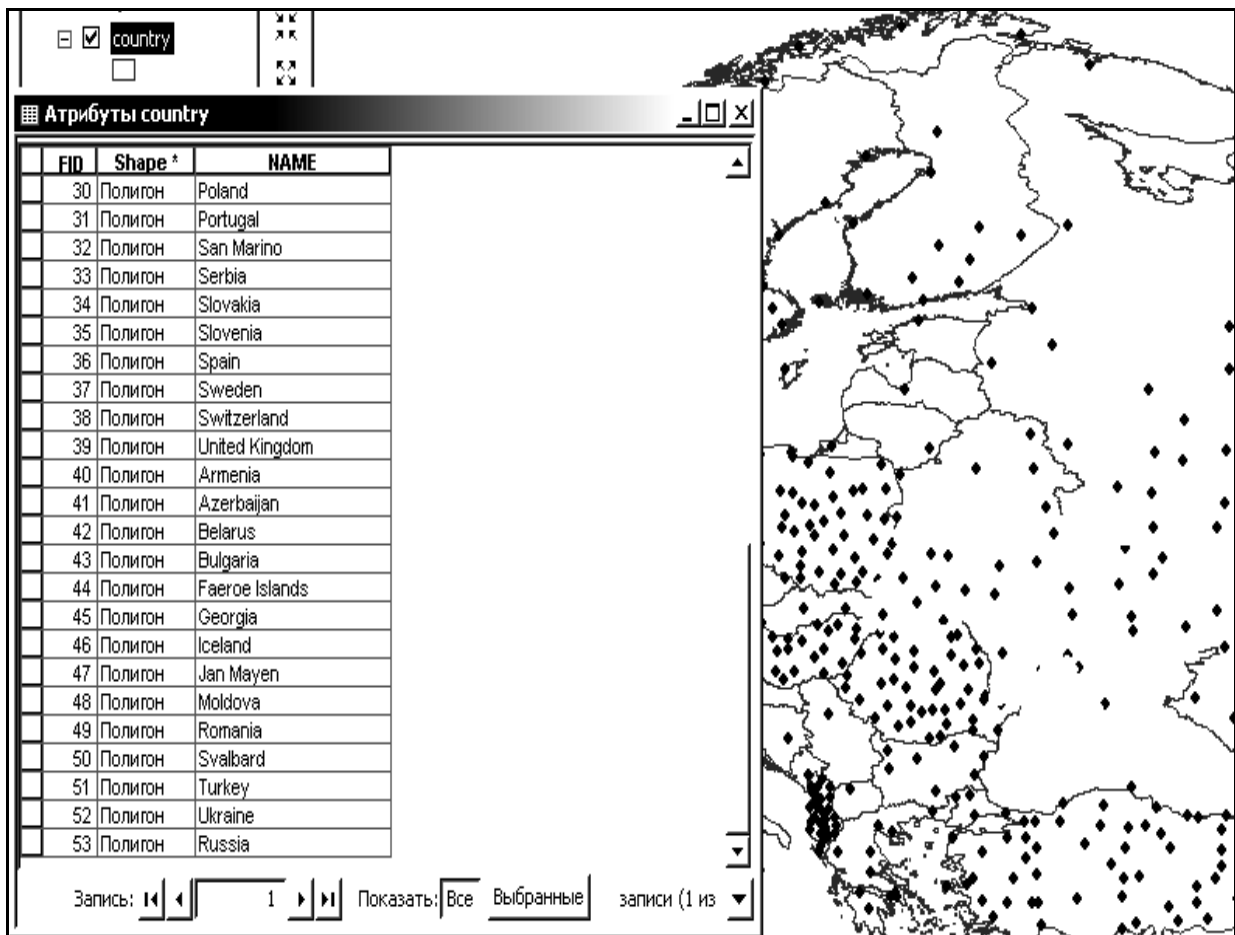 country
Атрибуты country
FID Shape * NAME
30 Полигон Poland
31 Полигон Portugal
32 Полигон San Marino
33 Полигон Serbia
34 Полигон Slovakia
35 Полигон Slovenia
36 Полигон Spain
37 Полигон Sweden
38 Полигон Switzerland
39 Полигон United Kingdom
40 Полигон Armenia
41 Полигон Azerbaijan
42 Полигон Belarus
43 Полигон Bulgaria
44 Полигон Faeroe Islands
45 Полигон Georgia
46 Полигон Iceland
47 Полигон Jan Mayen
48 Полигон Moldova
49 Полигон Romania
50 Полигон Svalbard
51 Полигон Turkey
52 Полигон Ukraine
53 Полигон Russia
Запись: 1 Показать: Все Выбранные записи (1 из